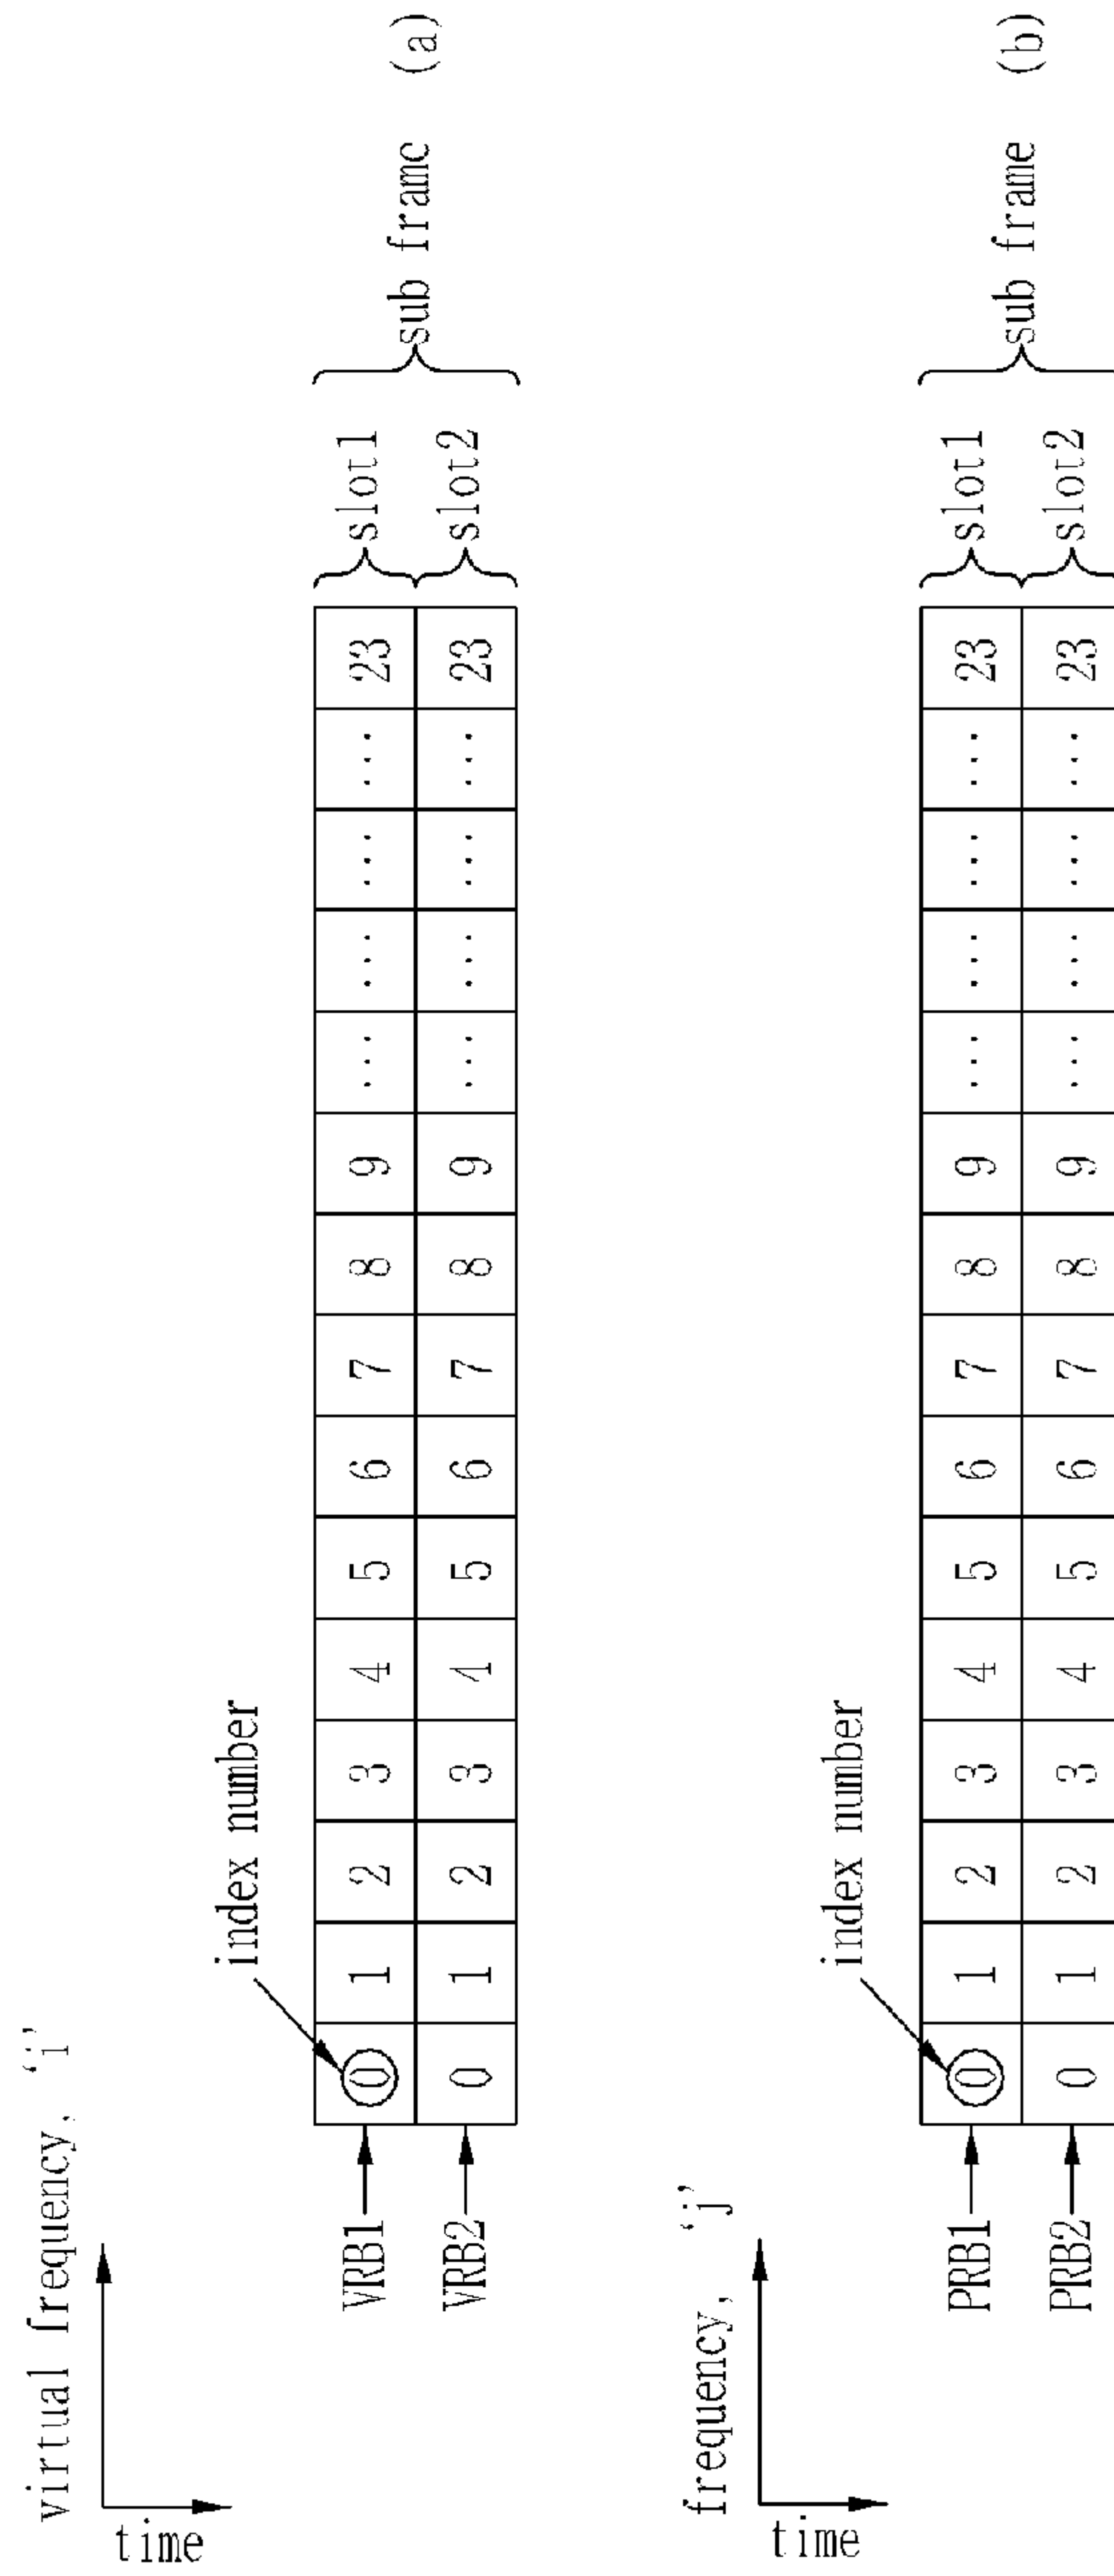 virtual frequency, 'i'
time
index number
VRB1 0 1 2 3 4 5 6 7 8 9 ... ... ... ... 23 slot1
VRB2 0 1 2 3 4 5 6 7 8 9 ... ... ... ... 23 slot2
sub frame (a)
frequency, 'j'
time
index number
PRB1 0 1 2 3 4 5 6 7 8 9 ... ... ... ... 23 slot1
PRB2 0 1 2 3 4 5 6 7 8 9 ... ... ... ... 23 slot2
sub frame (b)